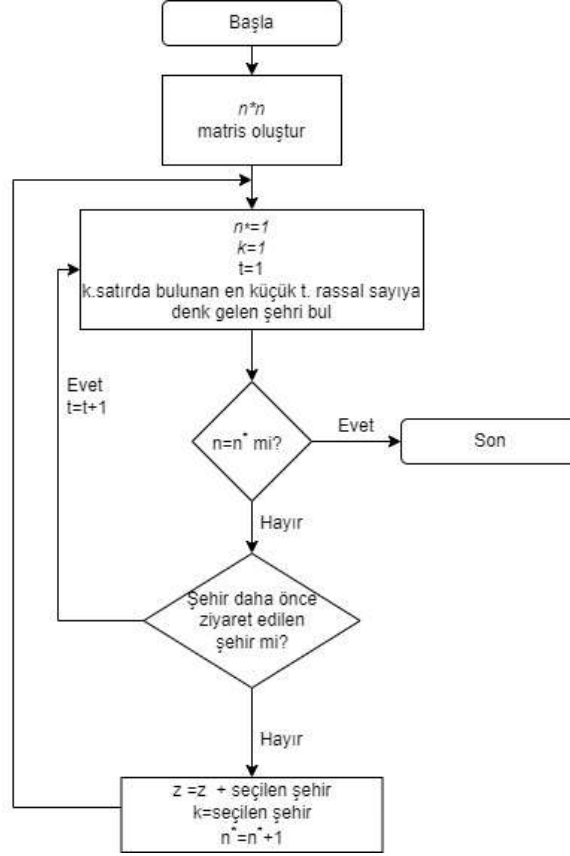 Başla
n*n
matris oluştur
n*=1
k=1
t=1
k.satırda bulunan en küçük t. rassal sayıya
denk gelen şehri bul
Evet
t=t+1
n=n* mi?
Evet
Son
Hayır
Şehir daha önce
ziyaret edilen
şehir mi?
Hayır
z =z + seçilen şehir
k=seçilen şehir
n*=n*+1